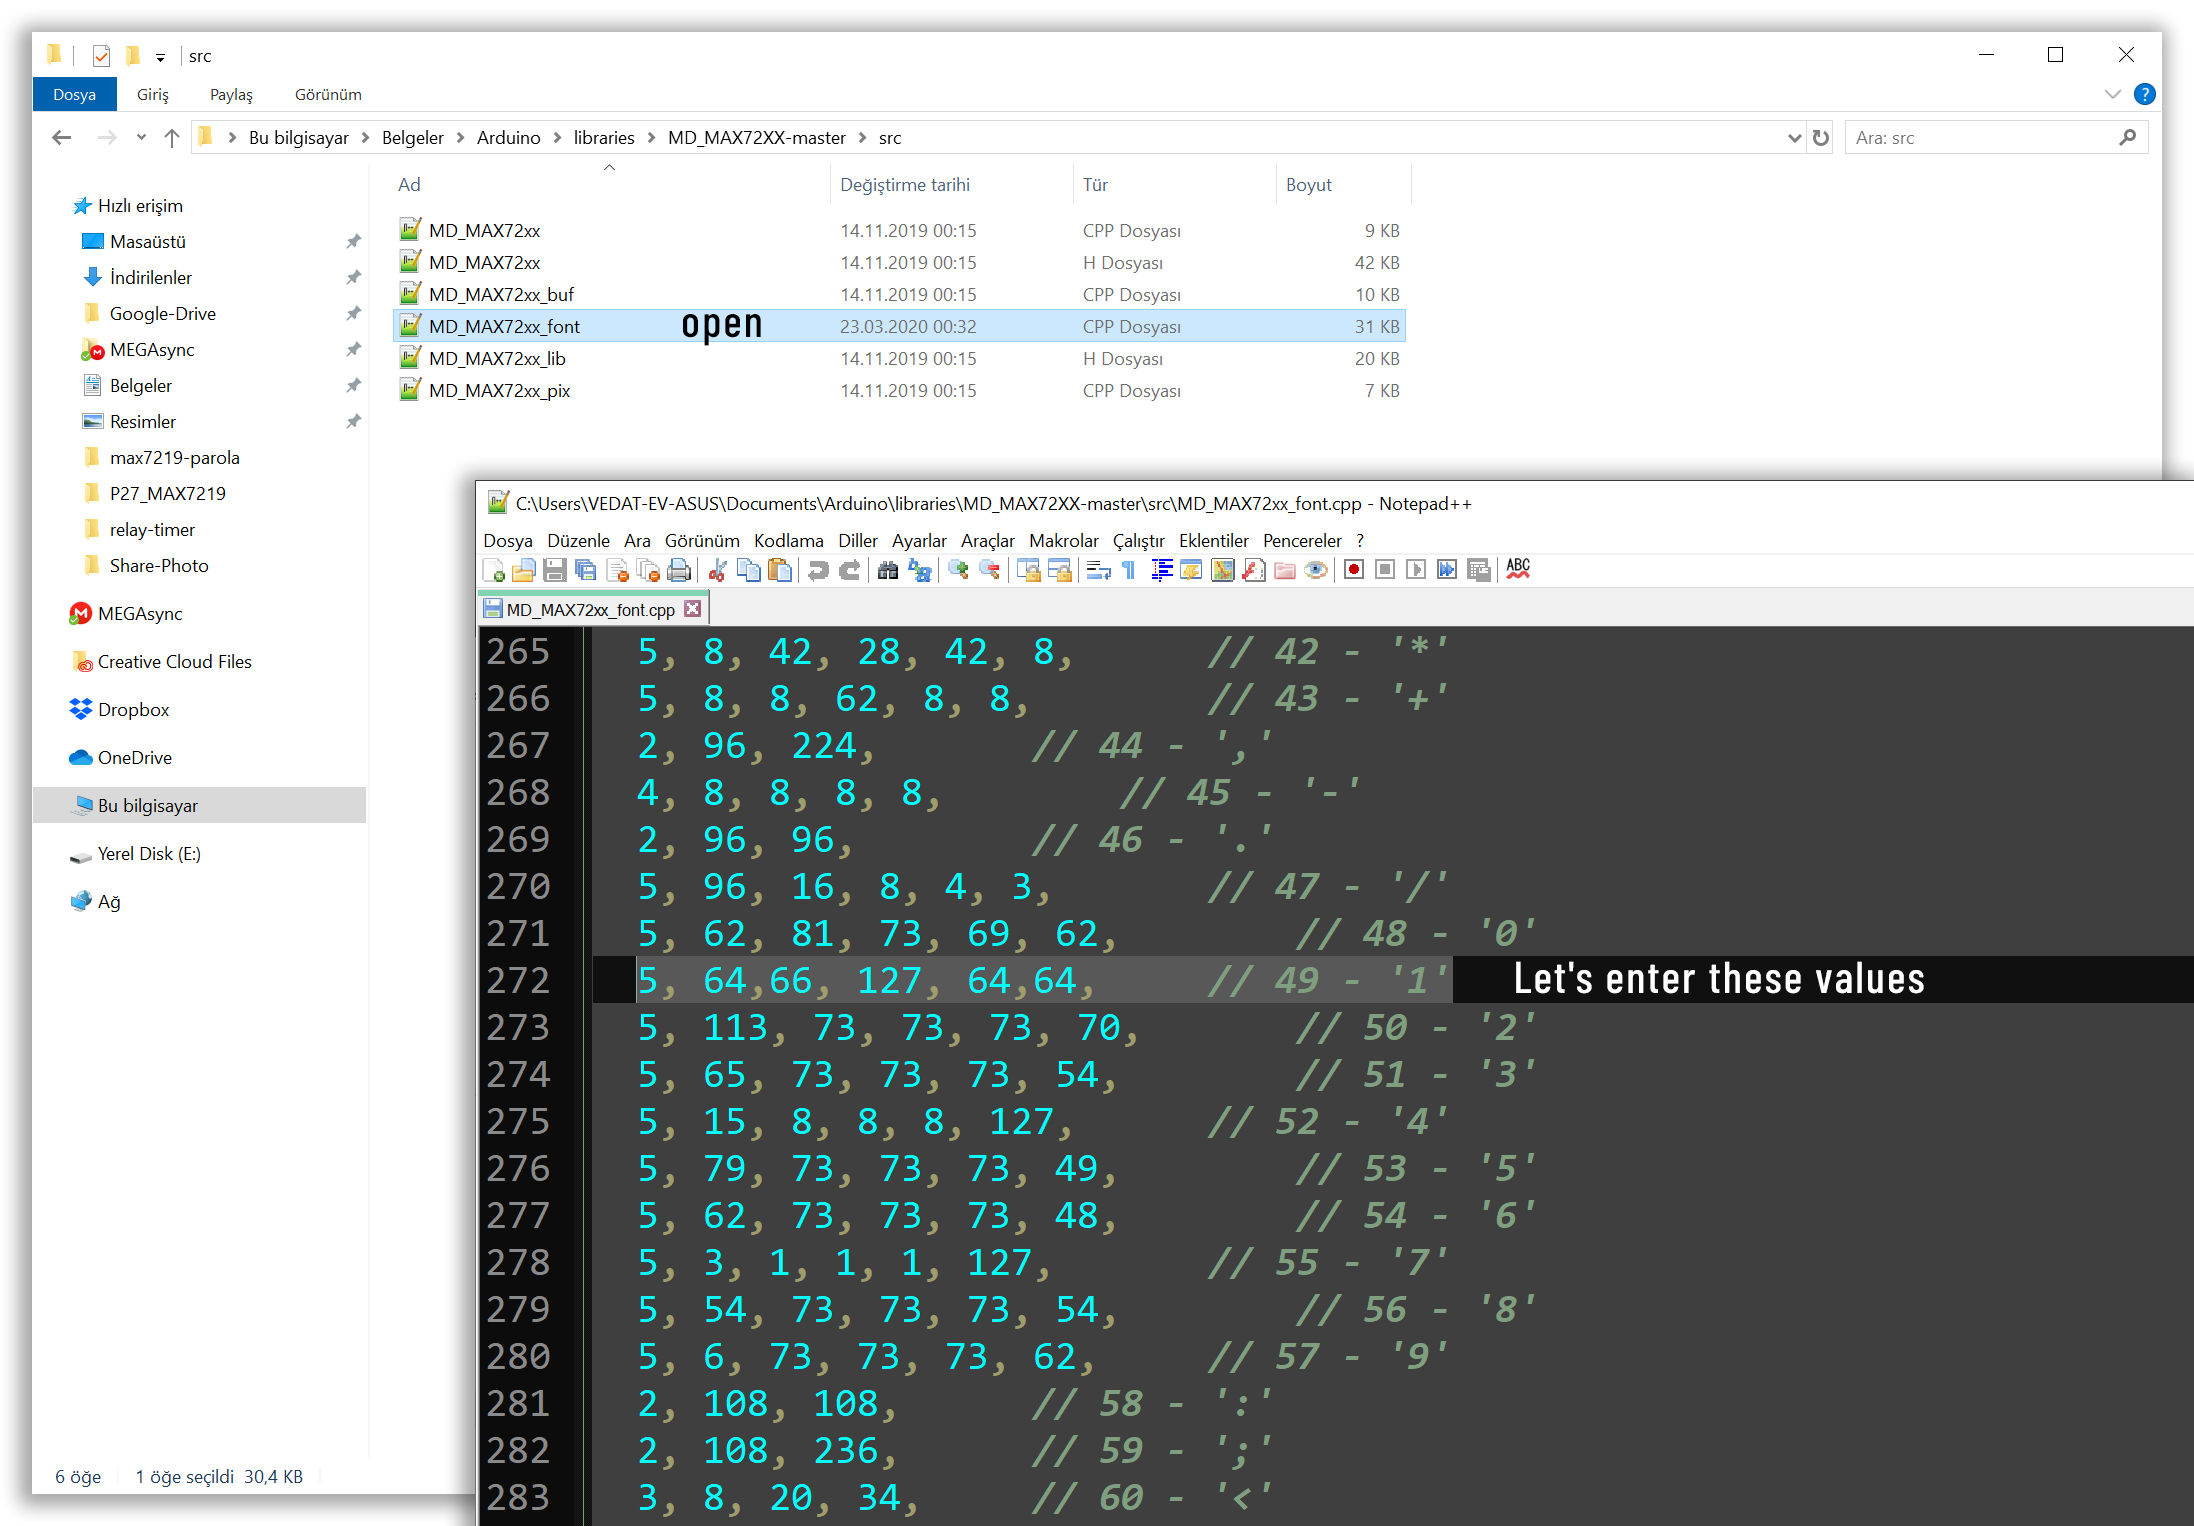 src
Dosya Giriş Paylaş Görünüm
Bu bilgisayar Belgeler Arduino libraries MD_MAX72XX-master src
Ara: src
Ad Değiştirme tarihi Tür Boyut
MD_MAX72xx 14.11.2019 00:15 CPP Dosyası 9 KB
MD_MAX72xx 14.11.2019 00:15 H Dosyası 42 KB
MD_MAX72xx_buf 14.11.2019 00:15 CPP Dosyası 10 KB
MD_MAX72xx_font open 23.03.2020 00:32 CPP Dosyası 31 KB
MD_MAX72xx_lib 14.11.2019 00:15 H Dosyası 20 KB
MD_MAX72xx_pix 14.11.2019 00:15 CPP Dosyası 7 KB
Hızlı erişim
Masaüstü
İndirilenler
Google-Drive
MEGAsync
Belgeler
Resimler
max7219-parola
P27_MAX7219
relay-timer
Share-Photo
MEGAsync
Creative Cloud Files
Dropbox
OneDrive
Bu bilgisayar
Yerel Disk (E:)
Ağ
6 öğe 1 öğe seçildi 30,4 KB
C:\Users\VEDAT-EV-ASUS\Documents\Arduino\libraries\MD_MAX72XX-master\src\MD_MAX72xx_font.cpp - Notepad++
Dosya Düzenle Ara Görünüm Kodlama Diller Ayarlar Araçlar Makrolar Çalıştır Eklentiler Pencereler ?
ABC
MD_MAX72xx_font.cpp
265 5, 8, 42, 28, 42, 8, // 42 - '*'
266 5, 8, 8, 62, 8, 8, // 43 - '+'
267 2, 96, 224, // 44 - ','
268 4, 8, 8, 8, 8, // 45 - '-'
269 2, 96, 96, // 46 - '.'
270 5, 96, 16, 8, 4, 3, // 47 - '/'
271 5, 62, 81, 73, 69, 62, // 48 - '0'
272 5, 64,66, 127, 64,64, // 49 - '1' Let's enter these values
273 5, 113, 73, 73, 73, 70, // 50 - '2'
274 5, 65, 73, 73, 73, 54, // 51 - '3'
275 5, 15, 8, 8, 8, 127, // 52 - '4'
276 5, 79, 73, 73, 73, 49, // 53 - '5'
277 5, 62, 73, 73, 73, 48, // 54 - '6'
278 5, 3, 1, 1, 1, 127, // 55 - '7'
279 5, 54, 73, 73, 73, 54, // 56 - '8'
280 5, 6, 73, 73, 73, 62, // 57 - '9'
281 2, 108, 108, // 58 - ':'
282 2, 108, 236, // 59 - ';'
283 3, 8, 20, 34, // 60 - '<'